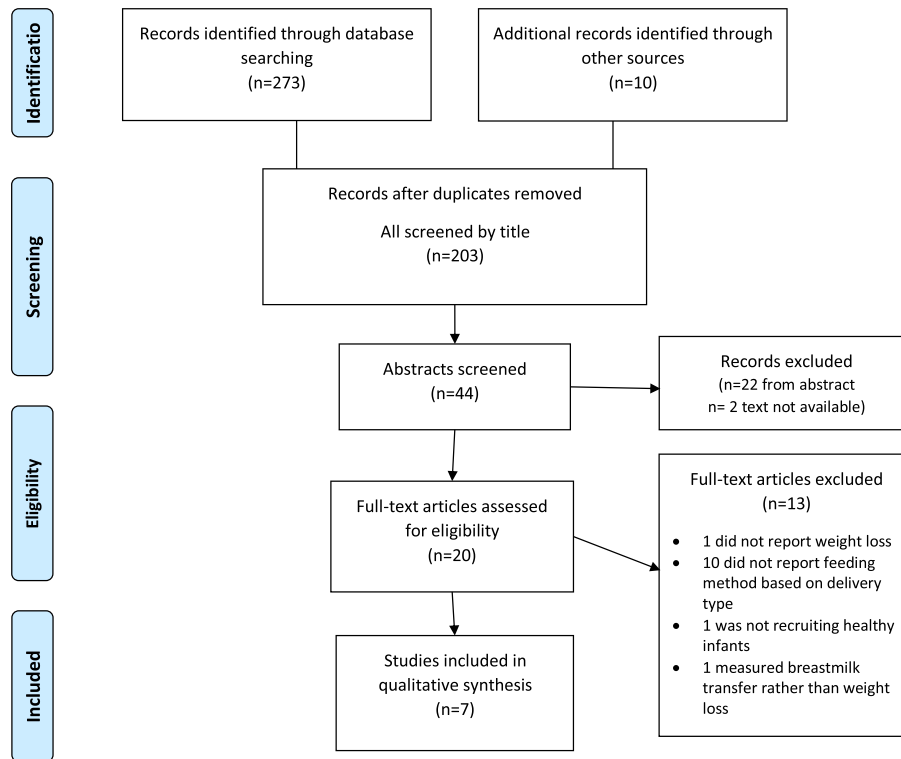 Identificatio
Records identified through database
searching
(n=273)
Additional records identified through
other sources
(n=10)
Screening
Records after duplicates removed
All screened by title
(n=203)
Abstracts screened
(n=44)
Records excluded
(n=22 from abstract
n= 2 text not available)
Eligibility
Full-text articles assessed
for eligibility
(n=20)
Full-text articles excluded
(n=13)
• 1 did not report weight loss
• 10 did not report feeding
method based on delivery
type
• 1 was not recruiting healthy
infants
• 1 measured breastmilk
transfer rather than weight
loss
Included
Studies included in
qualitative synthesis
(n=7)